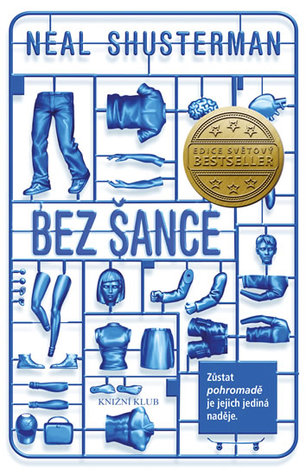 NEAL SHUSTERMAN
EDICE SVĚTOVÝ
BESTSELLER
BEZ ŠANCE
Zůstat
pohromadě
je jejich jediná
naděje.
KNIŽNÍ KLUB